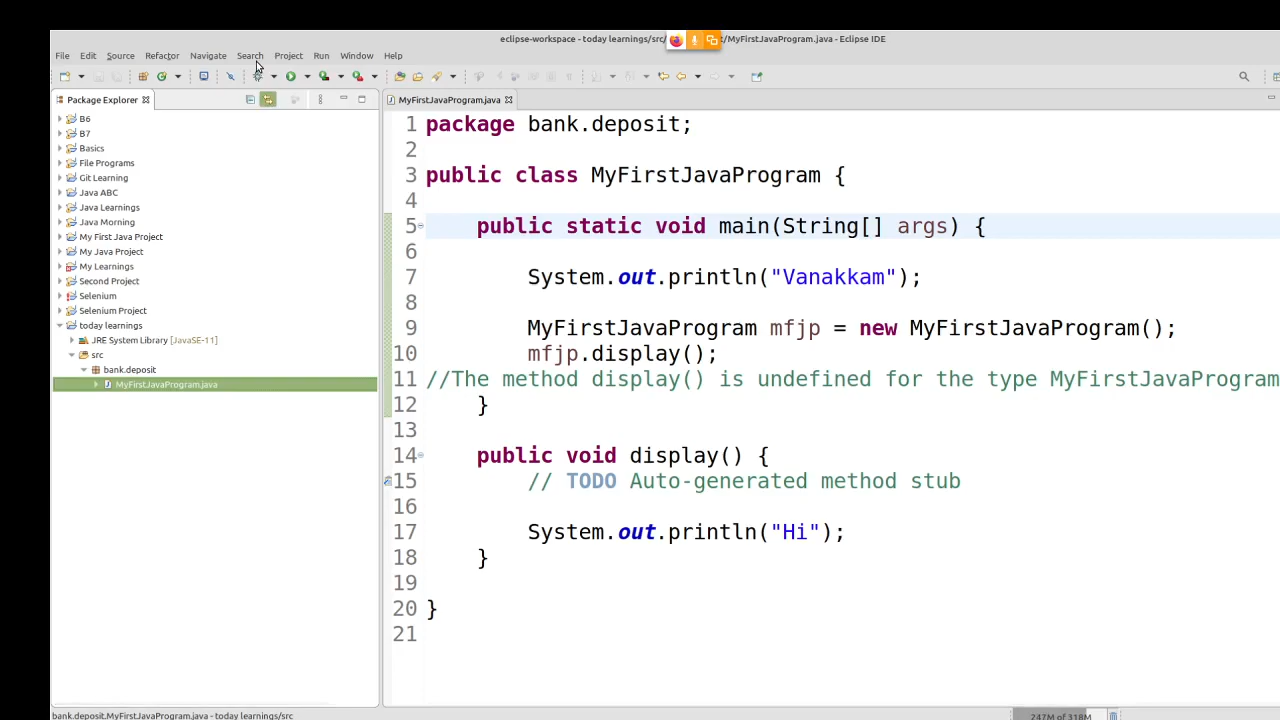 eclipse-workspace - today learnings/src/ t/MyFirstJavaProgram.java - Eclipse IDE
File Edit Source Refactor Navigate Search Project Run Window Help
Package Explorer
MyFirstJavaProgram.java
B6
B7
Basics
File Programs
Git Learning
Java ABC
Java Learnings
Java Morning
My First Java Project
My Java Project
My Learnings
Second Project
Selenium
Selenium Project
today learnings
JRE System Library [JavaSE-11]
src
bank.deposit
MyFirstJavaProgram.java
1 package bank.deposit;
2
3 public class MyFirstJavaProgram {
4
5 public static void main(String[] args) {
6
7 System.out.println("Vanakkam");
8
9 MyFirstJavaProgram mfjp = new MyFirstJavaProgram();
10 mfjp.display();
11 //The method display() is undefined for the type MyFirstJavaProgram
12 }
13
14 public void display() {
15 // TODO Auto-generated method stub
16
17 System.out.println("Hi");
18 }
19
20 }
21
bank.deposit.MyFirstJavaProgram.java - today learnings/src
247M of 318M